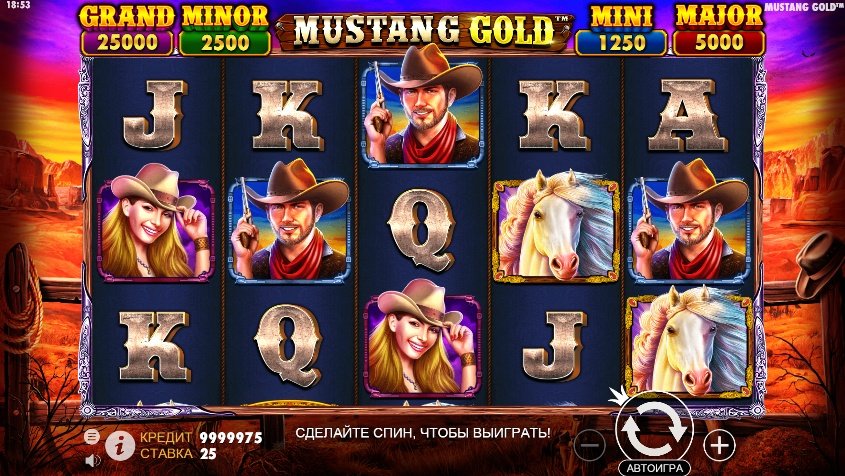 18:53
GRAND MINOR MUSTANG GOLD™ MINI MAJOR MUSTANG GOLD™
25000 2500 1250 5000
J K K A
Q
K Q J
КРЕДИТ 9999975
СТАВКА 25
СДЕЛАЙТЕ СПИН, ЧТОБЫ ВЫИГРАТЬ!
АВТОИГРА